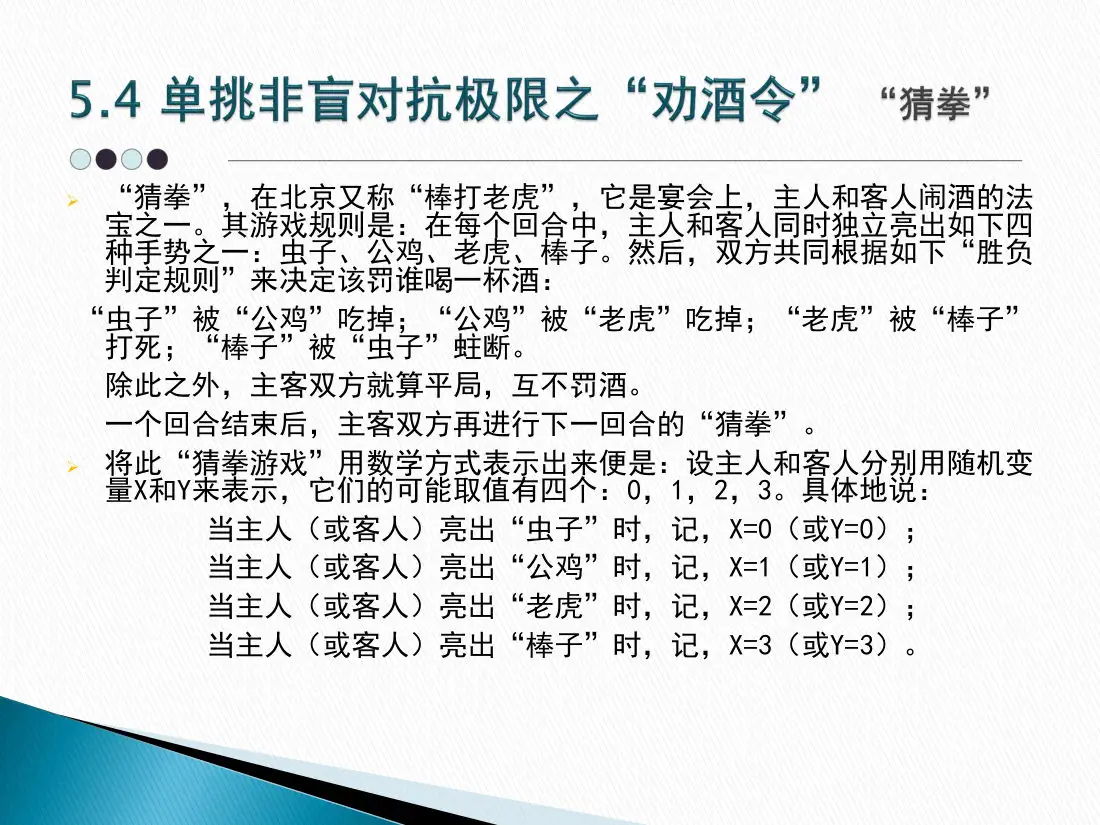 5.4 单挑非盲对抗极限之“劝酒令” “猜拳”
“猜拳”，在北京又称“棒打老虎”，它是宴会上，主人和客人闹酒的法
宝之一。其游戏规则是：在每个回合中，主人和客人同时独立亮出如下四
种手势之一：虫子、公鸡、老虎、棒子。然后，双方共同根据如下“胜负
判定规则”来决定该罚谁喝一杯酒：
“虫子”被“公鸡”吃掉；“公鸡”被“老虎”吃掉；“老虎”被“棒子”
打死；“棒子”被“虫子”蛀断。
除此之外，主客双方就算平局，互不罚酒。
一个回合结束后，主客双方再进行下一回合的“猜拳”。
将此“猜拳游戏”用数学方式表示出来便是：设主人和客人分别用随机变
量X和Y来表示，它们的可能取值有四个：0，1，2，3。具体地说：
当主人（或客人）亮出“虫子”时，记，X=0（或Y=0）；
当主人（或客人）亮出“公鸡”时，记，X=1（或Y=1）；
当主人（或客人）亮出“老虎”时，记，X=2（或Y=2）；
当主人（或客人）亮出“棒子”时，记，X=3（或Y=3）。